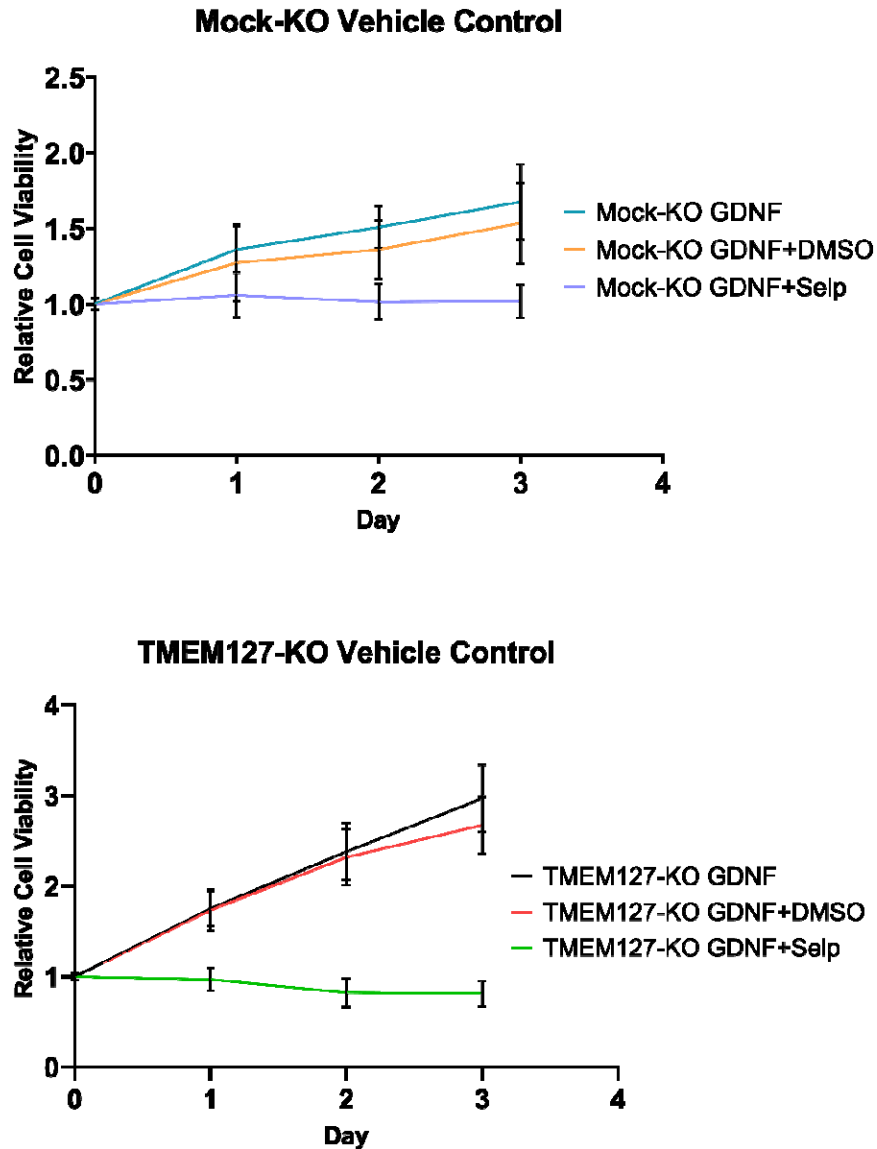 Mock-KO Vehicle Control
2.5
2.0
1.5
1.0
0.5
0.0
Relative Cell Viability
0 1 2 3 4
Day
Mock-KO GDNF
Mock-KO GDNF+DMSO
Mock-KO GDNF+Selp
TMEM127-KO Vehicle Control
4
3
2
1
0
Relative Cell Viability
0 1 2 3 4
Day
TMEM127-KO GDNF
TMEM127-KO GDNF+DMSO
TMEM127-KO GDNF+Selp